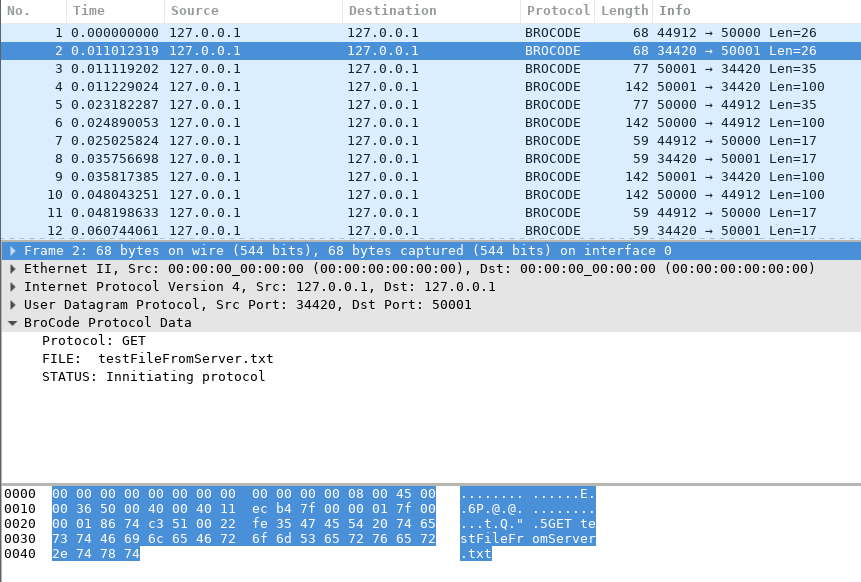 No. Time Source Destination Protocol Length Info
1 0.000000000 127.0.0.1 127.0.0.1 BROCODE 68 44912 → 50000 Len=26
2 0.011012319 127.0.0.1 127.0.0.1 BROCODE 68 34420 → 50001 Len=26
3 0.011119202 127.0.0.1 127.0.0.1 BROCODE 77 50001 → 34420 Len=35
4 0.011229024 127.0.0.1 127.0.0.1 BROCODE 142 50001 → 34420 Len=100
5 0.023182287 127.0.0.1 127.0.0.1 BROCODE 77 50000 → 44912 Len=35
6 0.024890053 127.0.0.1 127.0.0.1 BROCODE 142 50000 → 44912 Len=100
7 0.025025824 127.0.0.1 127.0.0.1 BROCODE 59 44912 → 50000 Len=17
8 0.035756698 127.0.0.1 127.0.0.1 BROCODE 59 34420 → 50001 Len=17
9 0.035817385 127.0.0.1 127.0.0.1 BROCODE 142 50001 → 34420 Len=100
10 0.048043251 127.0.0.1 127.0.0.1 BROCODE 142 50000 → 44912 Len=100
11 0.048198633 127.0.0.1 127.0.0.1 BROCODE 59 44912 → 50000 Len=17
12 0.060744061 127.0.0.1 127.0.0.1 BROCODE 59 34420 → 50001 Len=17
Frame 2: 68 bytes on wire (544 bits), 68 bytes captured (544 bits) on interface 0
Ethernet II, Src: 00:00:00_00:00:00 (00:00:00:00:00:00), Dst: 00:00:00_00:00:00 (00:00:00:00:00:00)
Internet Protocol Version 4, Src: 127.0.0.1, Dst: 127.0.0.1
User Datagram Protocol, Src Port: 34420, Dst Port: 50001
BroCode Protocol Data
Protocol: GET
FILE: testFileFromServer.txt
STATUS: Innitiating protocol
0000 00 00 00 00 00 00 00 00 00 00 00 00 08 00 45 00 ........ ......E.
0010 00 36 50 00 40 00 40 11 ec b4 7f 00 00 01 7f 00 .6P.@.@. ........
0020 00 01 86 74 c3 51 00 22 fe 35 47 45 54 20 74 65 ...t.Q." .5GET te
0030 73 74 46 69 6c 65 46 72 6f 6d 53 65 72 76 65 72 stFileFr omServer
0040 2e 74 78 74 .txt